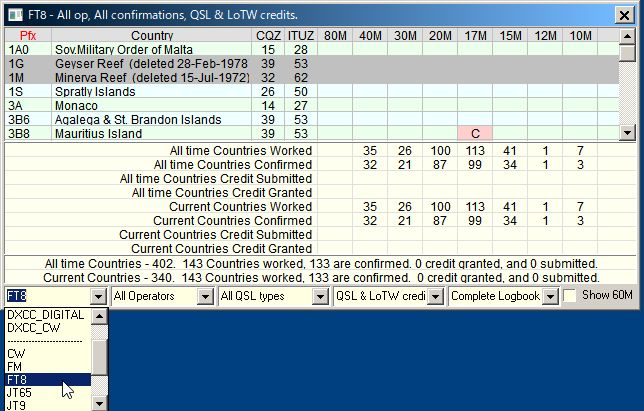 FT8 - All op, All confirmations, QSL & LoTW credits.
Pfx Country CQZ ITUZ 80M 40M 30M 20M 17M 15M 12M 10M
1A0 Sov.Military Order of Malta 15 28
1G Geyser Reef (deleted 28-Feb-1978 39 53
1M Minerva Reef (deleted 15-Jul-1972) 32 62
1S Spratly Islands 26 50
3A Monaco 14 27
3B6 Agalega & St. Brandon Islands 39 53
3B8 Mauritius Island 39 53 C
All time Countries Worked 35 26 100 113 41 1 7
All time Countries Confirmed 32 21 87 99 34 1 3
All time Countries Credit Submitted
All time Countries Credit Granted
Current Countries Worked 35 26 100 113 41 1 7
Current Countries Confirmed 32 21 87 99 34 1 3
Current Countries Credit Submitted
Current Countries Credit Granted
All time Countries - 402. 143 Countries worked, 133 are confirmed. 0 credit granted, and 0 submitted.
Current Countries - 340. 143 Countries worked, 133 are confirmed. 0 credit granted, and 0 submitted.
FT8 All Operators All QSL types QSL & LoTW credi Complete Logbook Show 60M
DXCC_DIGITAL
DXCC_CW
--------------------------
CW
FM
FT8
JT65
JT9